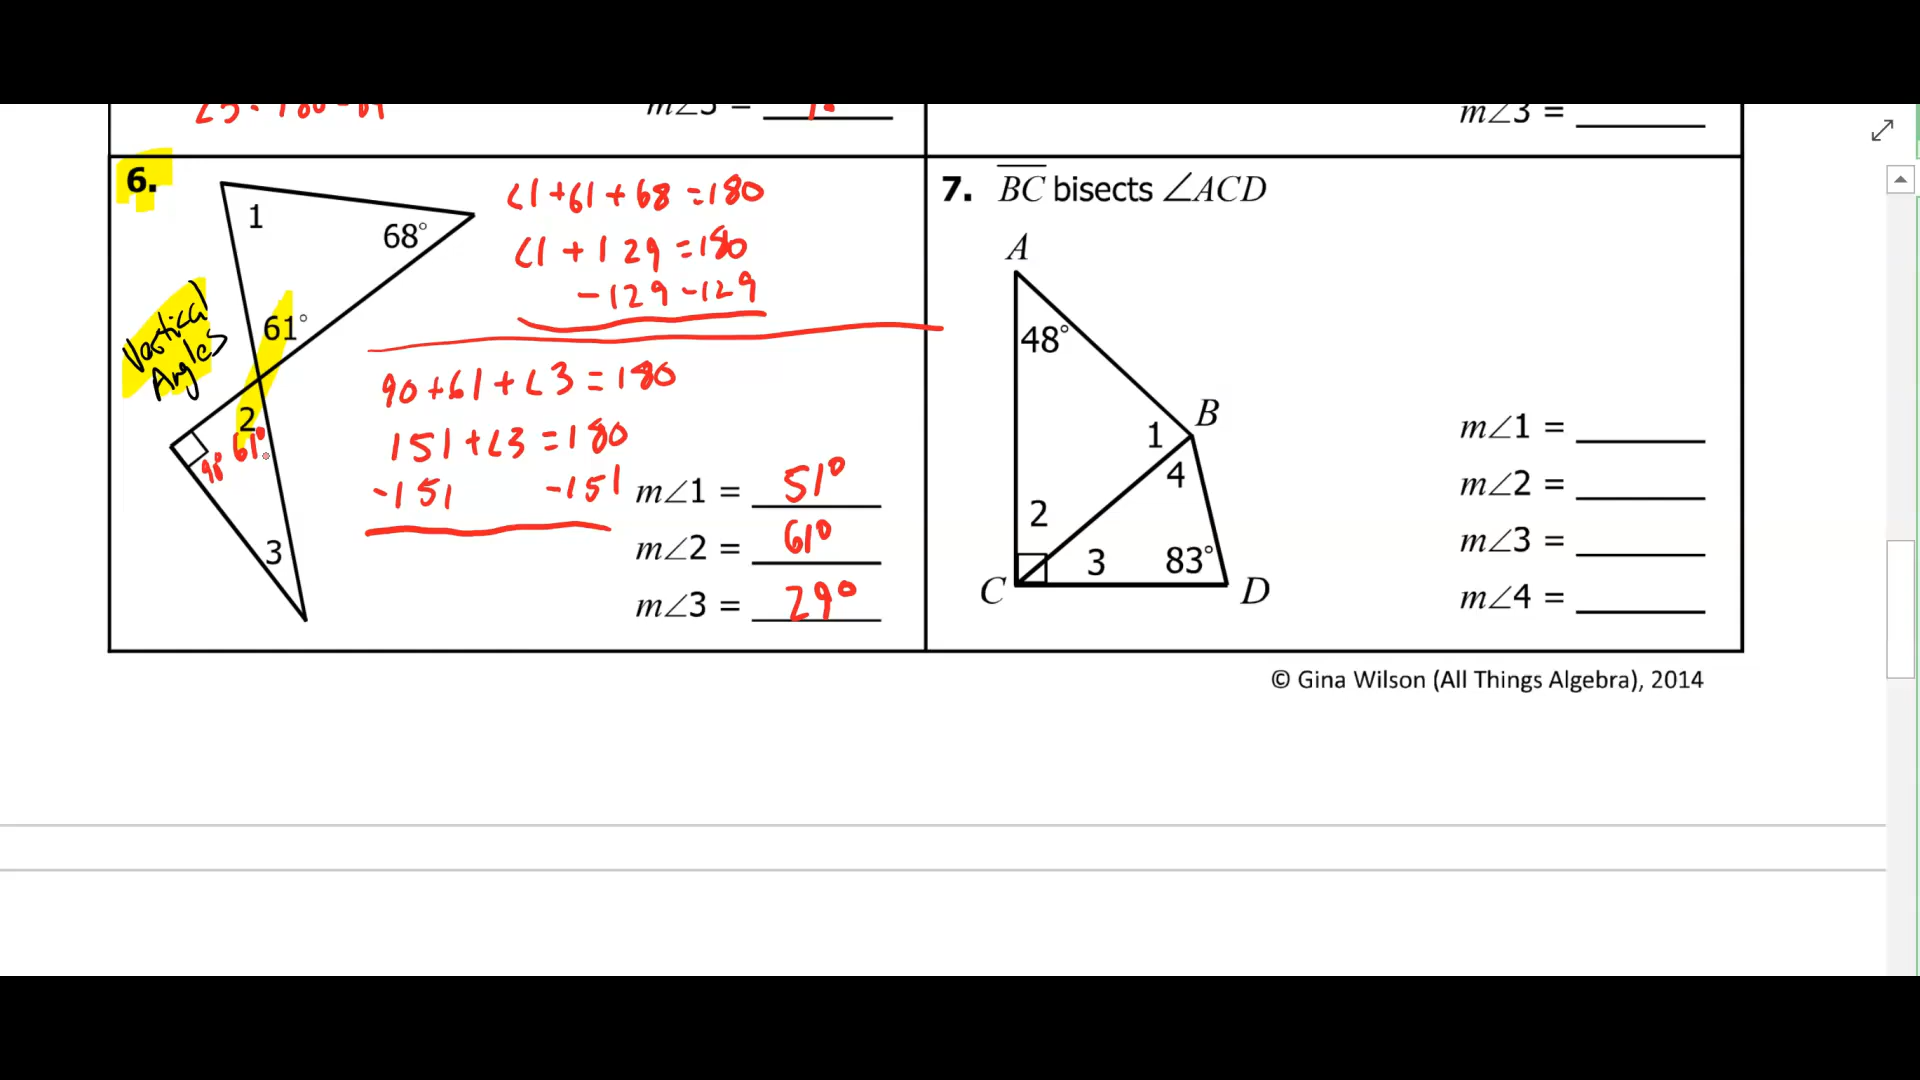 m∠3 = 
m∠3 =
6.
1
68°
61°
Vertical
Angles
2
61°
90°
3
∠1 + 61 + 68 = 180
∠1 + 129 = 180
-129 -129
90 + 61 + ∠3 = 180
151 + ∠3 = 180
-151 -151
m∠1 = 51°
m∠2 = 61°
m∠3 = 29°
7. BC bisects ∠ACD
A
48°
B
1
4
2
3
83°
C
D
m∠1 =
m∠2 =
m∠3 =
m∠4 =
© Gina Wilson (All Things Algebra), 2014